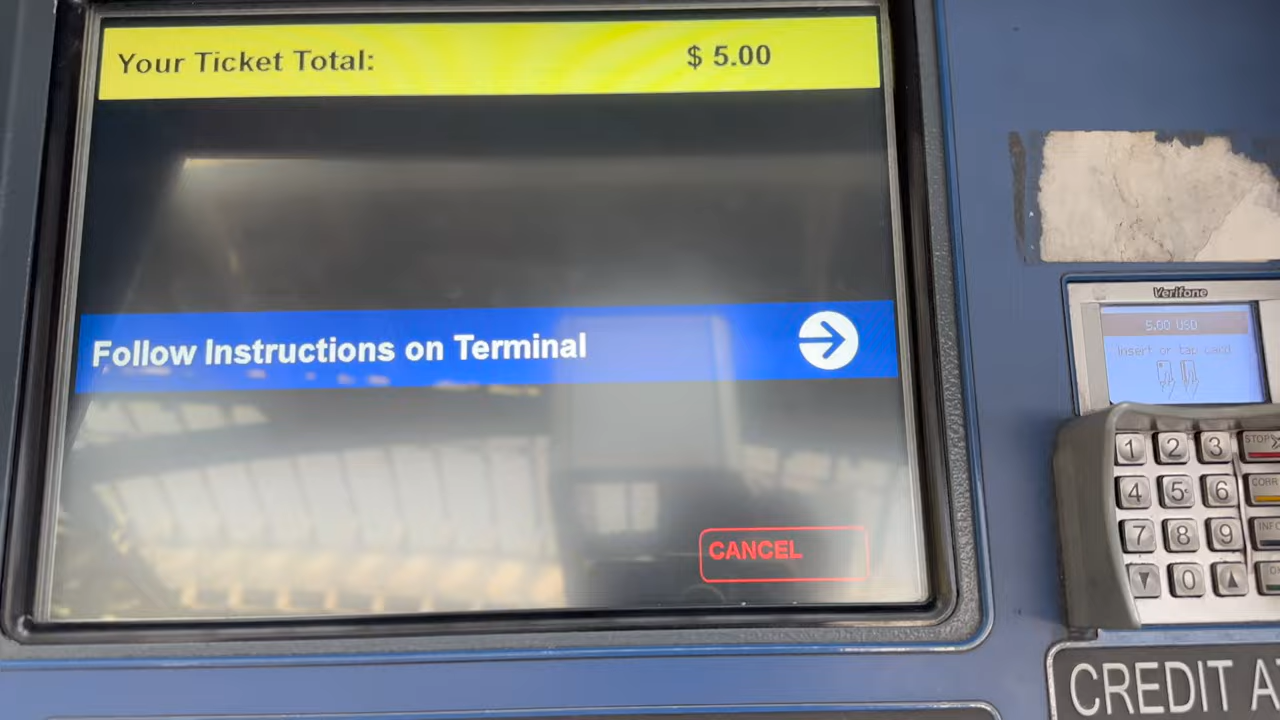 Your Ticket Total: $ 5.00
Follow Instructions on Terminal
CANCEL
Verifone
5.00 USD
Insert or tap card
1 2 3 STOP
4 5 6 CORR
7 8 9 INFO
0
CREDIT